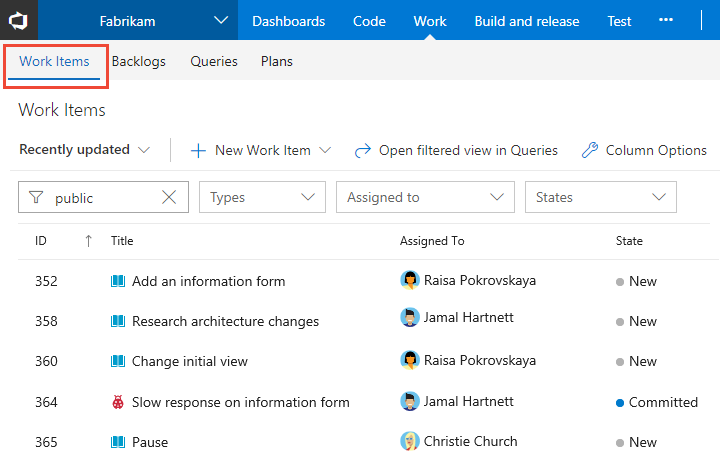 Fabrikam Dashboards Code Work Build and release Test •••
Work Items Backlogs Queries Plans
Work Items
Recently updated New Work Item Open filtered view in Queries Column Options
public Types Assigned to States
ID Title Assigned To State
352 Add an information form Raisa Pokrovskaya New
358 Research architecture changes Jamal Hartnett New
360 Change initial view Raisa Pokrovskaya New
364 Slow response on information form Jamal Hartnett Committed
365 Pause Christie Church New